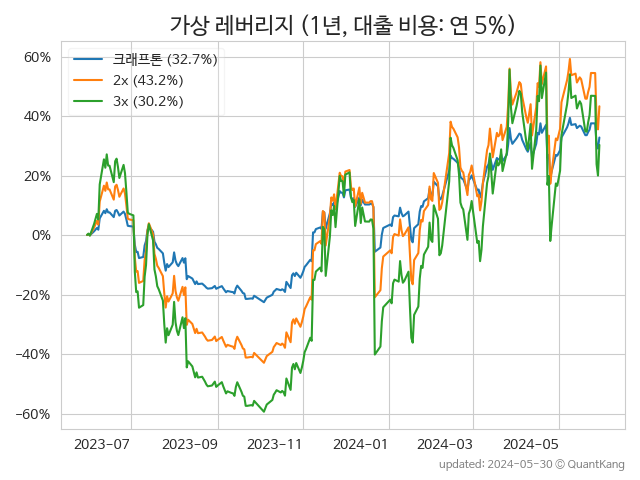 가상 레버리지 (1년, 대출 비용: 연 5%)
크래프톤 (32.7%)
2x (43.2%)
3x (30.2%)
60%
40%
20%
0%
−20%
−40%
−60%
2023-07
2023-09
2023-11
2024-01
2024-03
2024-05
updated: 2024-05-30 © QuantKang